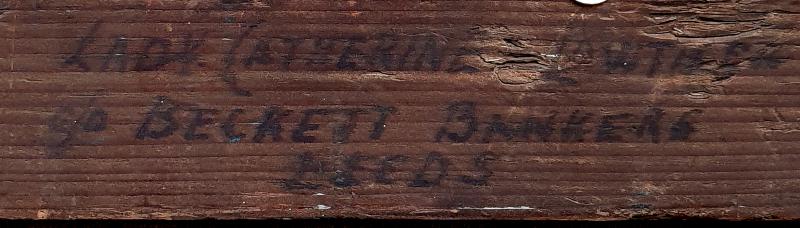 LADY CATHERINE
c/o BECKETT BANKERS
LEEDS